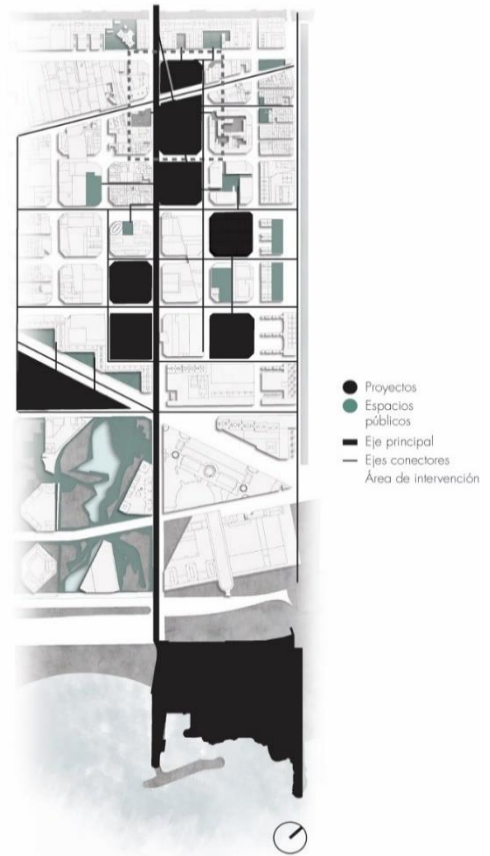 Proyectos
Espacios
públicos
Eje principal
Ejes conectores
Área de intervención